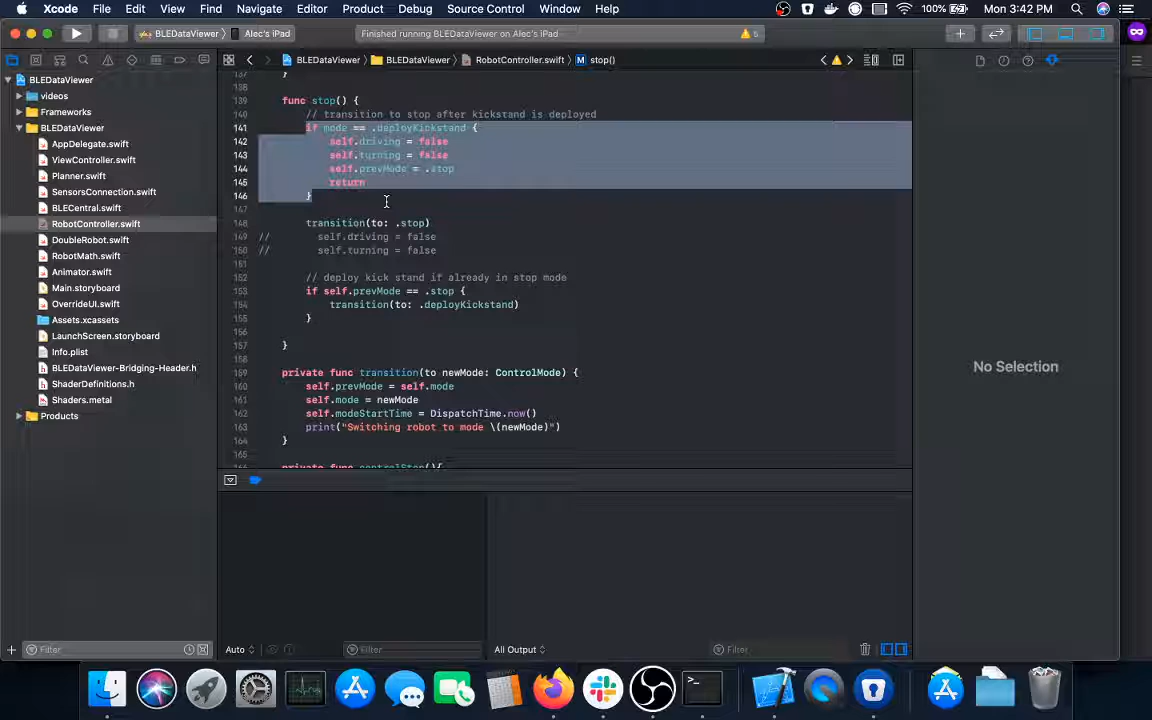 Xcode File Edit View Find Navigate Editor Product Debug Source Control Window Help 100% Mon 3:42 PM
BLEDataViewer Alec's iPad Finished running BLEDataViewer on Alec's iPad 5
BLEDataViewer BLEDataViewer RobotController.swift M stop()
BLEDataViewer
videos
Frameworks
BLEDataViewer
AppDelegate.swift
ViewController.swift
Planner.swift
SensorsConnection.swift
BLECentral.swift
RobotController.swift
DoubleRobot.swift
RobotMath.swift
Animator.swift
Main.storyboard
OverrideUI.swift
Assets.xcassets
LaunchScreen.storyboard
Info.plist
BLEDataViewer-Bridging-Header.h
ShaderDefinitions.h
Shaders.metal
Products
137 }
138
139 func stop() {
140 // transition to stop after kickstand is deployed
141 if mode == .deployKickstand {
142 self.driving = false
143 self.turning = false
144 self.prevMode = .stop
145 return
146 }
147
148 transition(to: .stop)
149 // self.driving = false
150 // self.turning = false
151
152 // deploy kick stand if already in stop mode
153 if self.prevMode == .stop {
154 transition(to: .deployKickstand)
155 }
156
157 }
158
159 private func transition(to newMode: ControlMode) {
160 self.prevMode = self.mode
161 self.mode = newMode
162 self.modeStartTime = DispatchTime.now()
163 print("Switching robot to mode \(newMode)")
164 }
165
private func controlStop(){
No Selection
Filter
Auto Filter All Output Filter